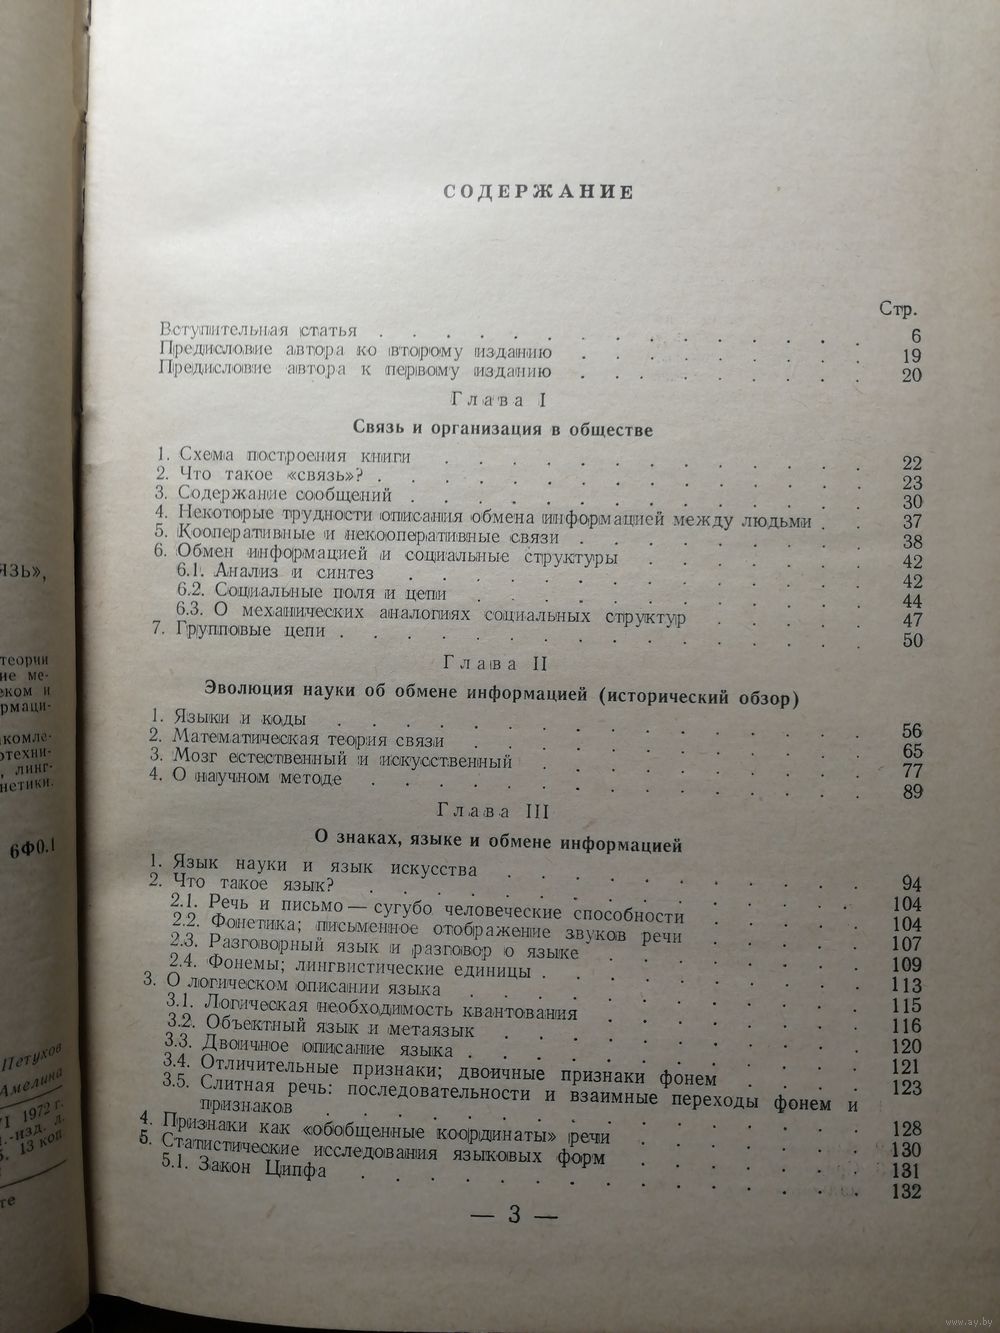 СОДЕРЖАНИЕ
Стр.
Вступительная статья . . . . . . . . . . . . . 6
Предисловие автора ко второму изданию . . . . . . . . 19
Предисловие автора к первому изданию . . . . . . . . 20
Глава I
Связь и организация в обществе
1. Схема построения книги . . . . . . . . . . . . 22
2. Что такое «связь»? . . . . . . . . . . . . . 23
3. Содержание сообщений . . . . . . . . . . . . 30
4. Некоторые трудности описания обмена информацией между людьми . . 37
5. Кооперативные и некооперативные связи . . . . . . . . 38
6. Обмен информацией и социальные структуры . . . . . . . 42
6.1. Анализ и синтез . . . . . . . . . . . . . 42
6.2. Социальные поля и цепи . . . . . . . . . . . 44
6.3. О механических аналогиях социальных структур . . . . . 47
7. Групповые цепи . . . . . . . . . . . . . . 50
Глава II
Эволюция науки об обмене информацией (исторический обзор)
1. Языки и коды . . . . . . . . . . . . . . 56
2. Математическая теория связи . . . . . . . . . . . 65
3. Мозг естественный и искусственный . . . . . . . . . 77
4. О научном методе . . . . . . . . . . . . . 89
Глава III
О знаках, языке и обмене информацией
1. Язык науки и язык искусства . . . . . . . . . . 94
2. Что такое язык? . . . . . . . . . . . . . 104
2.1. Речь и письмо — сугубо человеческие способности . . . . . 104
2.2. Фонетика; письменное отображение звуков речи . . . . . 107
2.3. Разговорный язык и разговор о языке . . . . . . . 109
2.4. Фонемы; лингвистические единицы . . . . . . . . . 113
3. О логическом описании языка . . . . . . . . . . . 115
3.1. Логическая необходимость квантования . . . . . . . 116
3.2. Объектный язык и метаязык . . . . . . . . . . 120
3.3. Двоичное описание языка . . . . . . . . . . . 121
3.4. Отличительные признаки; двоичные признаки фонем . . . . 123
3.5. Слитная речь: последовательности и взаимные переходы фонем и
признаков . . . . . . . . . . . . . . . 128
4. Признаки как «обобщенные координаты» речи . . . . . . . 130
5. Статистические исследования языковых форм . . . . . . . 131
5.1. Закон Ципфа . . . . . . . . . . . . . . 132
— 3 —
ЯЗЬ»,
теории
ие ме-
еком и
рмаци-
комле-
отехни-
, линг-
нетики.
6Ф0.1
Петухов
Амелина
1972 г.
.-изд. л.
13 коп.
те
www.ay.by